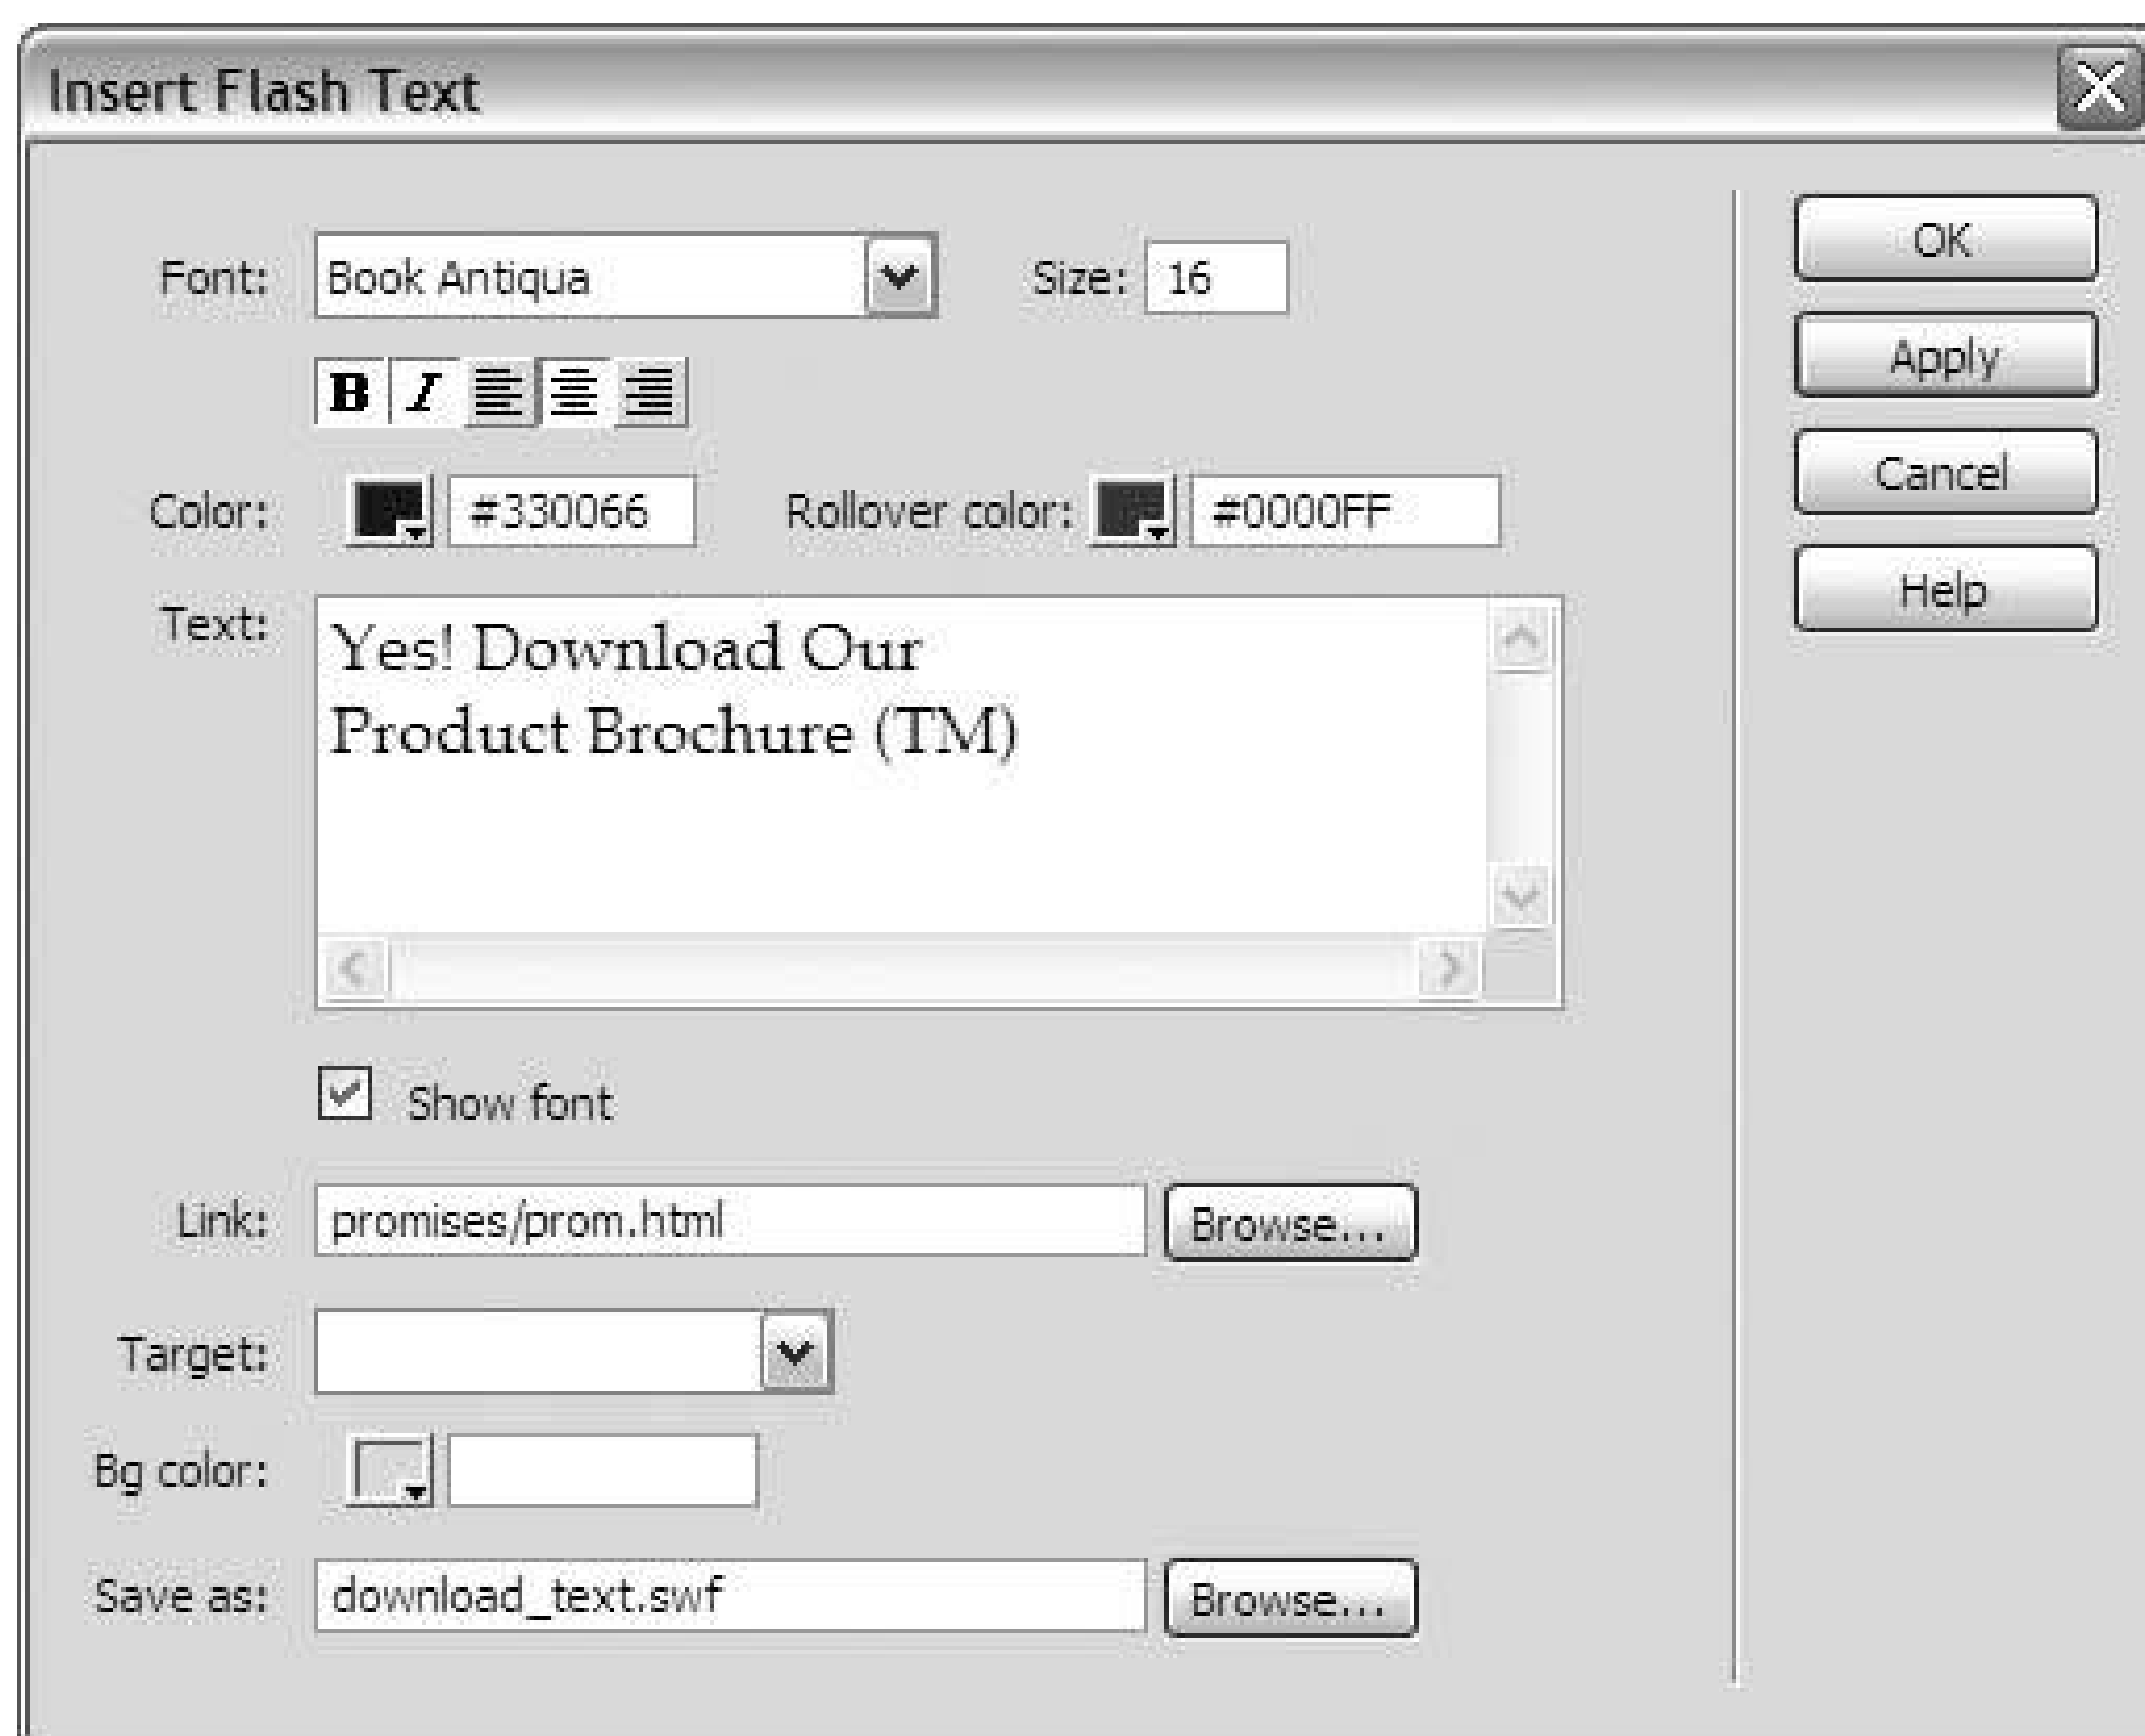 Insert Flash Text
Font: Book Antiqua Size: 16 OK
B I Apply
Color: #330066 Rollover color: #0000FF Cancel
Text: Yes! Download Our Help
Product Brochure (TM)
Show font
Link: promises/prom.html Browse...
Target:
Bg color:
Save as: download_text.swf Browse...